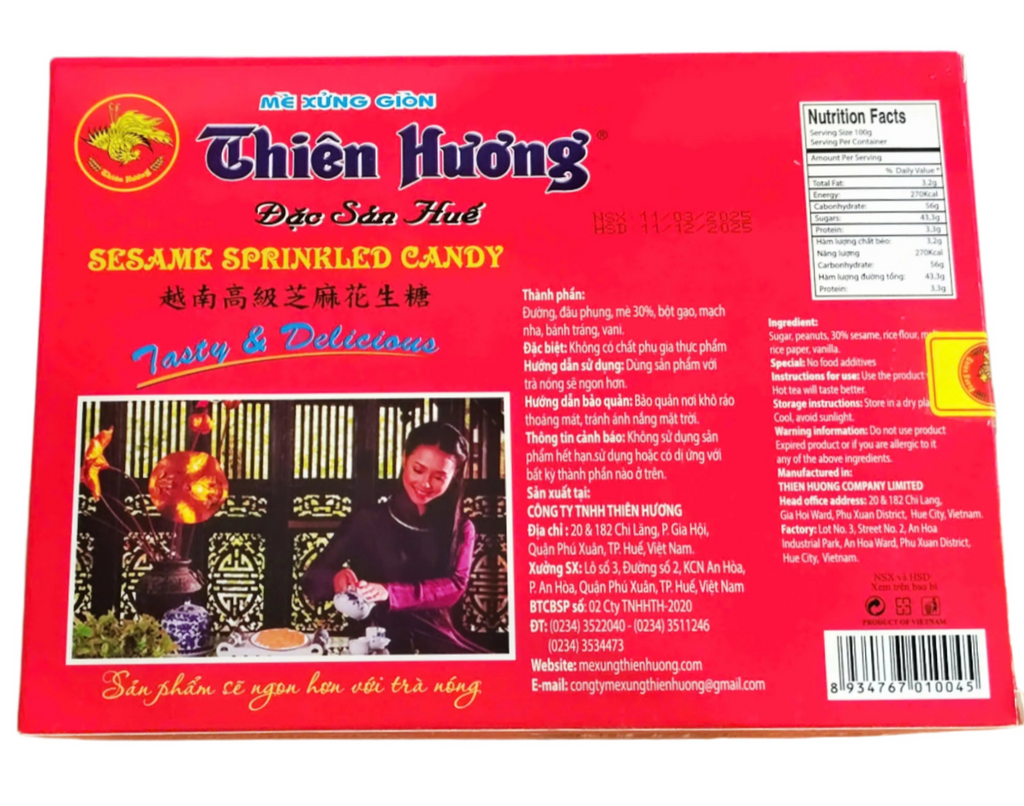 MÈ XỬNG GIÒN
Thiên Hương®
Đặc Sản Huế
SESAME SPRINKLED CANDY
越南高級芝麻花生糖
Tasty & Delicious
Thiên Hương
Sản phẩm sẽ ngon hơn với trà nóng
NSX: 11/03/2025
HSD: 11/12/2025
Thành phần:
Đường, đậu phụng, mè 30%, bột gạo, mạch
nha, bánh tráng, vani.
Đặc biệt: Không có chất phụ gia thực phẩm
Hướng dẫn sử dụng: Dùng sản phẩm với
trà nóng sẽ ngon hơn.
Hướng dẫn bảo quản: Bảo quản nơi khô ráo
thoáng mát, tránh ánh nắng mặt trời.
Thông tin cảnh báo: Không sử dụng sản
phẩm hết hạn.sử dụng hoặc có dị ứng với
bất kỳ thành phần nào ở trên.
Sản xuất tại:
CÔNG TY TNHH THIÊN HƯƠNG
Địa chỉ : 20 & 182 Chi Lăng, P. Gia Hội,
Quận Phú Xuân, TP. Huế, Việt Nam.
Xưởng SX: Lô số 3, Đường số 2, KCN An Hòa,
P. An Hòa, Quận Phú Xuân, TP. Huế, Việt Nam
BTCBSP số: 02 Cty TNHHTH-2020
ĐT: (0234) 3522040 - (0234) 3511246
(0234) 3534473
Website: mexungthienhuong.com
E-mail: congtymexungthienhuong@gmail.com
Nutrition Facts
Serving Size 100g
Serving Per Container
Amount Per Serving
% Daily Value *
Total Fat: 3,2g
Energy: 270Kcal
Cabonhydrate: 56g
Sugars: 43,3g
Protein: 3,3g
Hàm lượng chất béo: 3,2g
Năng lượng 270Kcal
Carbonhydrate: 56g
Hàm lượng đường tổng: 43,3g
Protein: 3,3g
Ingredient:
Sugar, peanuts, 30% sesame, rice flour,
rice paper, vanilla.
Special: No food additives
Instructions for use: Use the product
Hot tea will taste better.
Storage instructions: Store in a dry
Cool, avoid sunlight.
Warning information: Do not use product
Expired product or if you are allergic to it
any of the above ingredients.
Manufactured in:
THIEN HUONG COMPANY LIMITED
Head office address: 20 & 182 Chi Lang,
Gia Hoi Ward, Phu Xuan District, Hue City, Vietnam.
Factory: Lot No. 3, Street No. 2, An Hoa
Industrial Park, An Hoa Ward, Phu Xuan District,
Hue City, Vietnam.
NSX và HSD:
Xem trên bao bì
PRODUCT OF VIETNAM
8 934767 010045